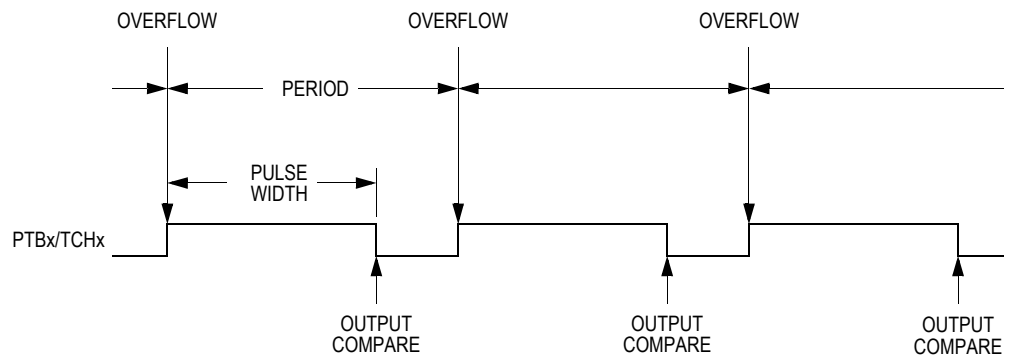 OVERFLOW OVERFLOW OVERFLOW
PERIOD
PULSE
WIDTH
PTBx/TCHx
OUTPUT
COMPARE
OUTPUT
COMPARE
OUTPUT
COMPARE